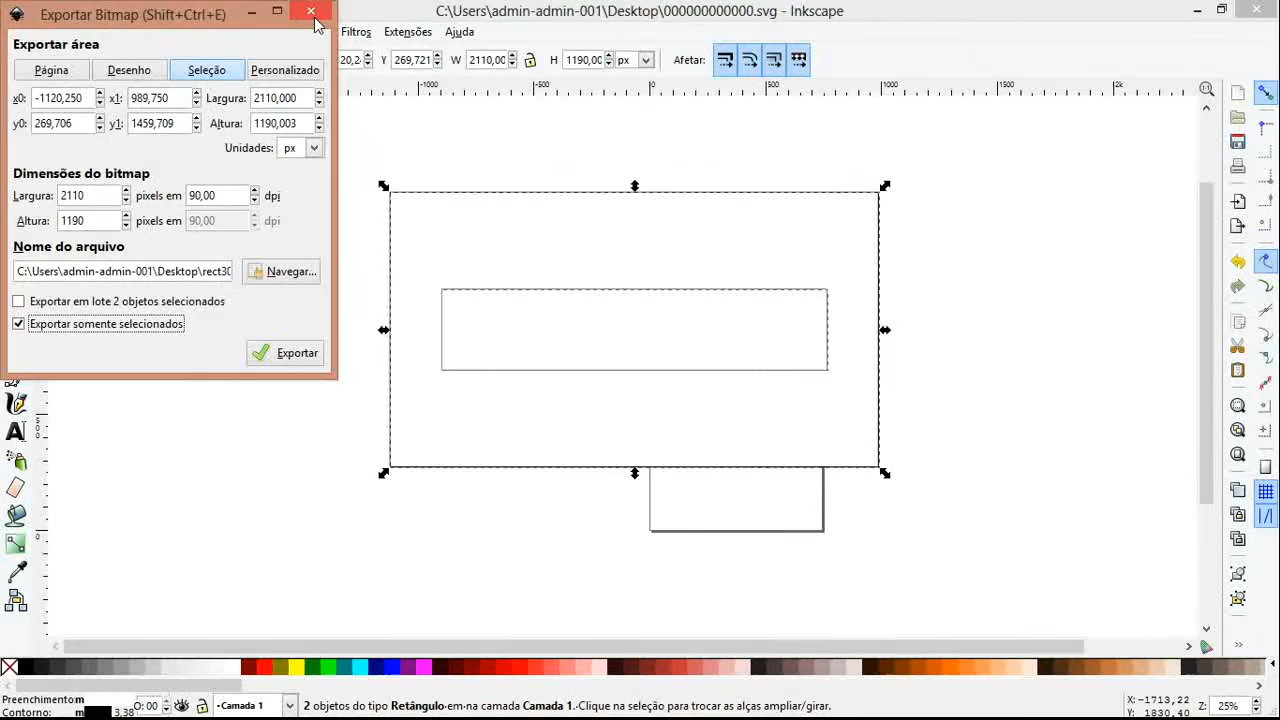 Exportar Bitmap (Shift+Ctrl+E)
C:\Users\admin-admin-001\Desktop\000000000000.svg - Inkscape
Filtros Extensões Ajuda
20,2 Y 269,721 W 2110,00 H 1190,00 px Afetar:
Exportar área
Página Desenho Seleção Personalizado
x0: -1120,250 x1: 989,750 Largura: 2110,000
y0: 269,706 y1: 1459,709 Altura: 1190,003
Unidades: px
Dimensões do bitmap
Largura: 2110 pixels em 90,00 dpi
Altura: 1190 pixels em 90,00 dpi
Nome do arquivo
C:\Users\admin-admin-001\Desktop\rect30 Navegar...
Exportar em lote 2 objetos selecionados
Exportar somente selecionados
Exportar
-1000 -500 0 500 1000 1500 2k
500
0
Preenchimento: m
Contorno: m 3,38
O: 00
Camada 1
2 objetos do tipo Retângulo em na camada Camada 1. Clique na seleção para trocar as alças ampliar/girar.
X: -1713,22
Y: 1830,40
Z: 25%